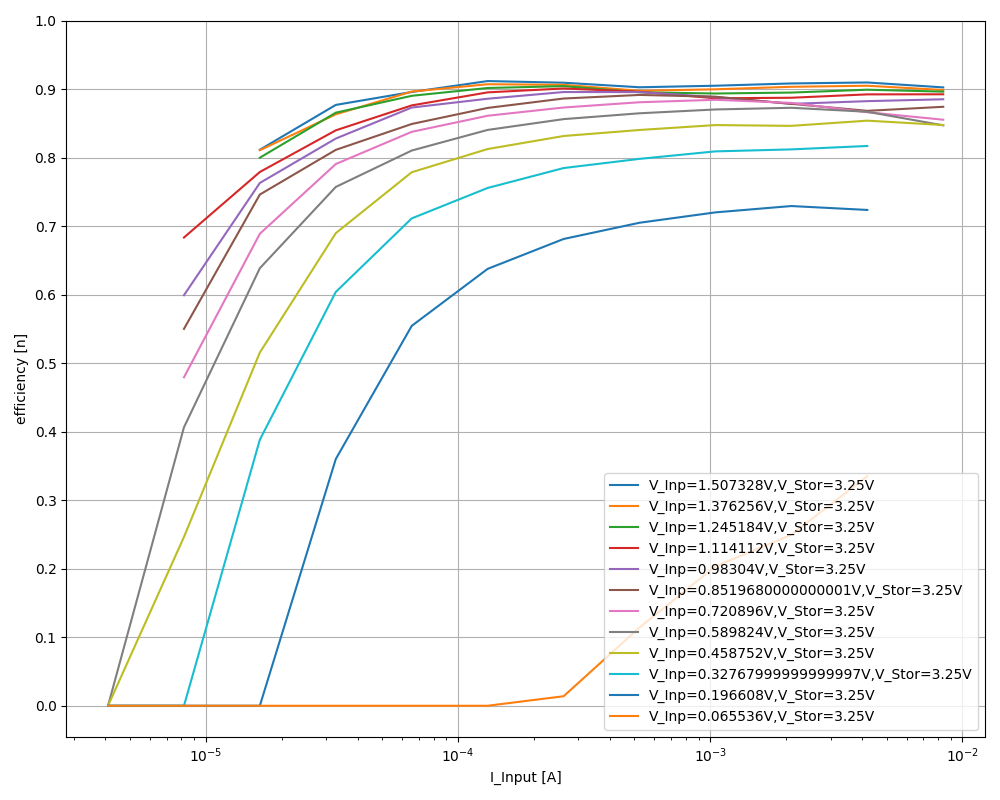 1.0
0.9
0.8
0.7
0.6
0.5
0.4
0.3
0.2
0.1
0.0
efficiency [n]
V_Inp=1.507328V,V_Stor=3.25V
V_Inp=1.376256V,V_Stor=3.25V
V_Inp=1.245184V,V_Stor=3.25V
V_Inp=1.114112V,V_Stor=3.25V
V_Inp=0.98304V,V_Stor=3.25V
V_Inp=0.8519680000000001V,V_Stor=3.25V
V_Inp=0.720896V,V_Stor=3.25V
V_Inp=0.589824V,V_Stor=3.25V
V_Inp=0.458752V,V_Stor=3.25V
V_Inp=0.32767999999999997V,V_Stor=3.25V
V_Inp=0.196608V,V_Stor=3.25V
V_Inp=0.065536V,V_Stor=3.25V
10⁻⁵ 10⁻⁴ 10⁻³ 10⁻²
I_Input [A]